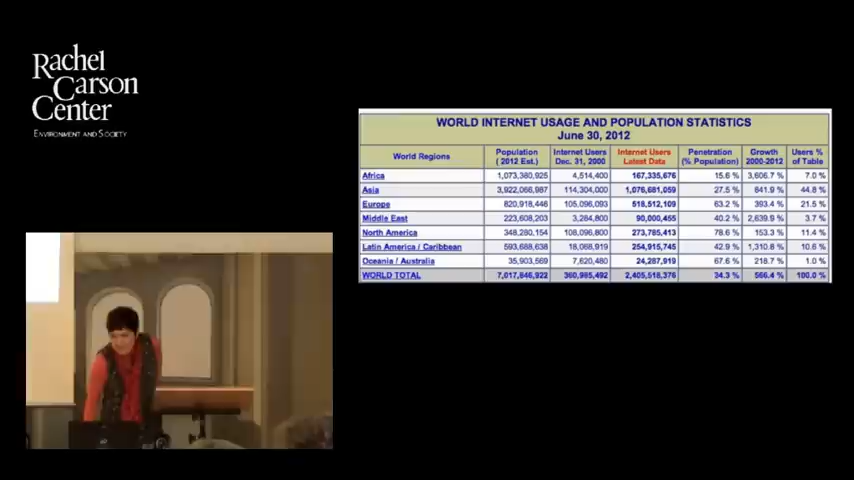 Rachel
Carson
Center
ENVIRONMENT AND SOCIETY
WORLD INTERNET USAGE AND POPULATION STATISTICS
June 30, 2012
World Regions Population ( 2012 Est.) Internet Users Dec. 31, 2000 Internet Users Latest Data Penetration (% Population) Growth 2000-2012 Users % of Table
Africa 1,073,380,925 4,514,400 167,335,676 15.6 % 3,606.7 % 7.0 %
Asia 3,922,066,987 114,304,000 1,076,681,059 27.5 % 841.9 % 44.8 %
Europe 820,918,446 105,096,093 518,512,109 63.2 % 393.4 % 21.5 %
Middle East 223,608,203 3,284,800 90,000,455 40.2 % 2,639.9 % 3.7 %
North America 348,280,154 108,096,800 273,785,413 78.6 % 153.3 % 11.4 %
Latin America / Caribbean 593,688,638 18,068,919 254,915,745 42.9 % 1,310.8 % 10.6 %
Oceania / Australia 35,903,569 7,620,480 24,287,919 67.6 % 218.7 % 1.0 %
WORLD TOTAL 7,017,846,922 360,985,492 2,405,518,376 34.3 % 566.4 % 100.0 %